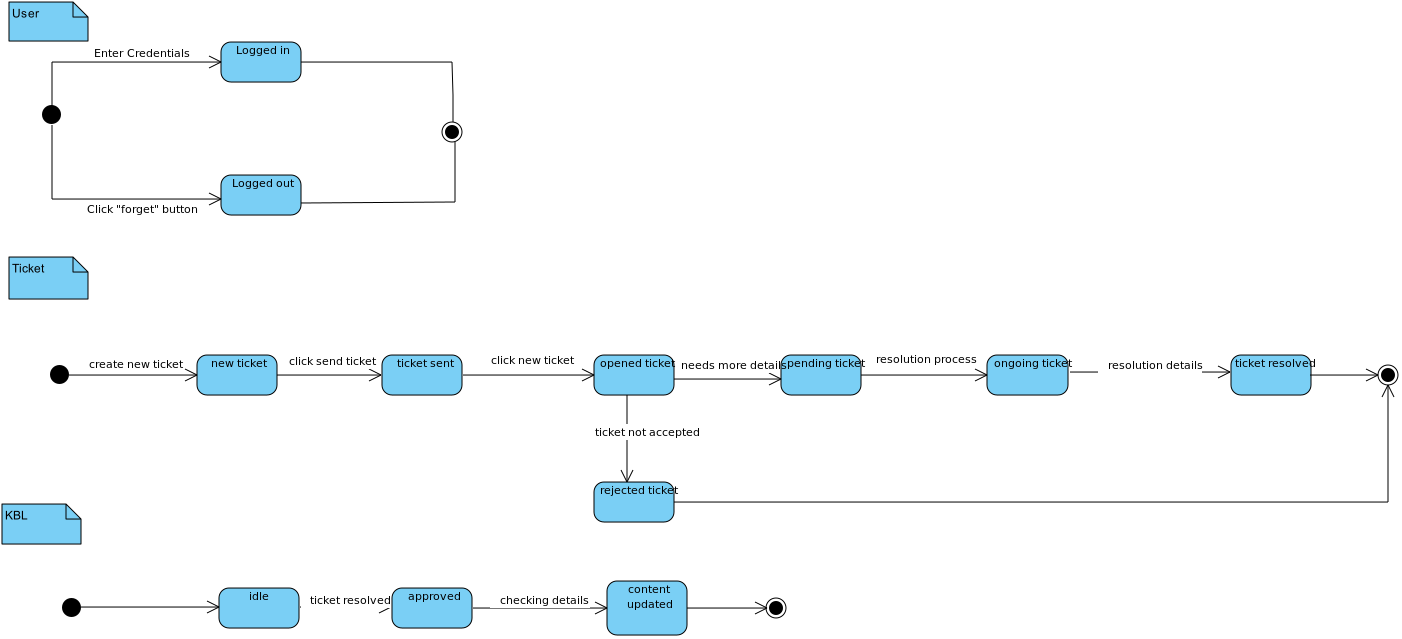 User
Enter Credentials
Logged in
Logged out
Click "forget" button
Ticket
create new ticket
new ticket
click send ticket
ticket sent
click new ticket
opened ticket
needs more details
pending ticket
resolution process
ongoing ticket
resolution details
ticket resolved
ticket not accepted
rejected ticket
KBL
idle
ticket resolved
approved
checking details
content
updated